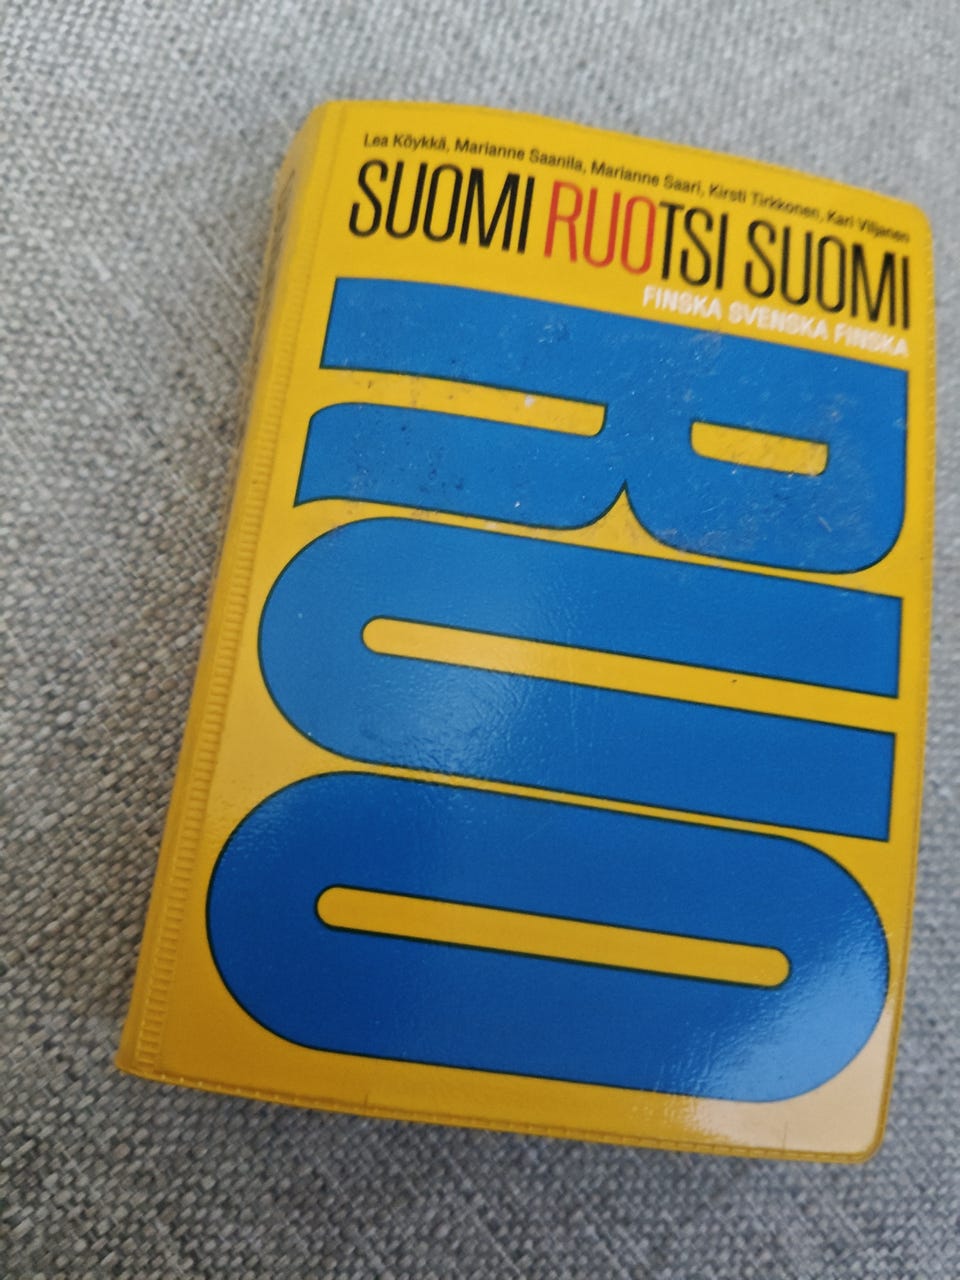 Lea Köykkä, Marianne Saanila, Marianne Saari, Kirsti Tirkkonen, Kari Viljanen
SUOMI RUOTSI SUOMI
FINSKA SVENSKA FINSKA
RUO